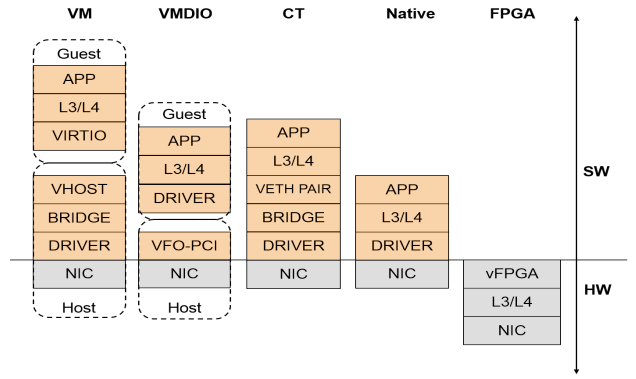 VM VMDIO CT Native FPGA
Guest
APP
L3/L4
VIRTIO
VHOST
BRIDGE
DRIVER
NIC
Host
Guest
APP
L3/L4
DRIVER
VFO-PCI
NIC
Host
APP
L3/L4
VETH PAIR
BRIDGE
DRIVER
NIC
APP
L3/L4
DRIVER
NIC
vFPGA
L3/L4
NIC
SW
HW